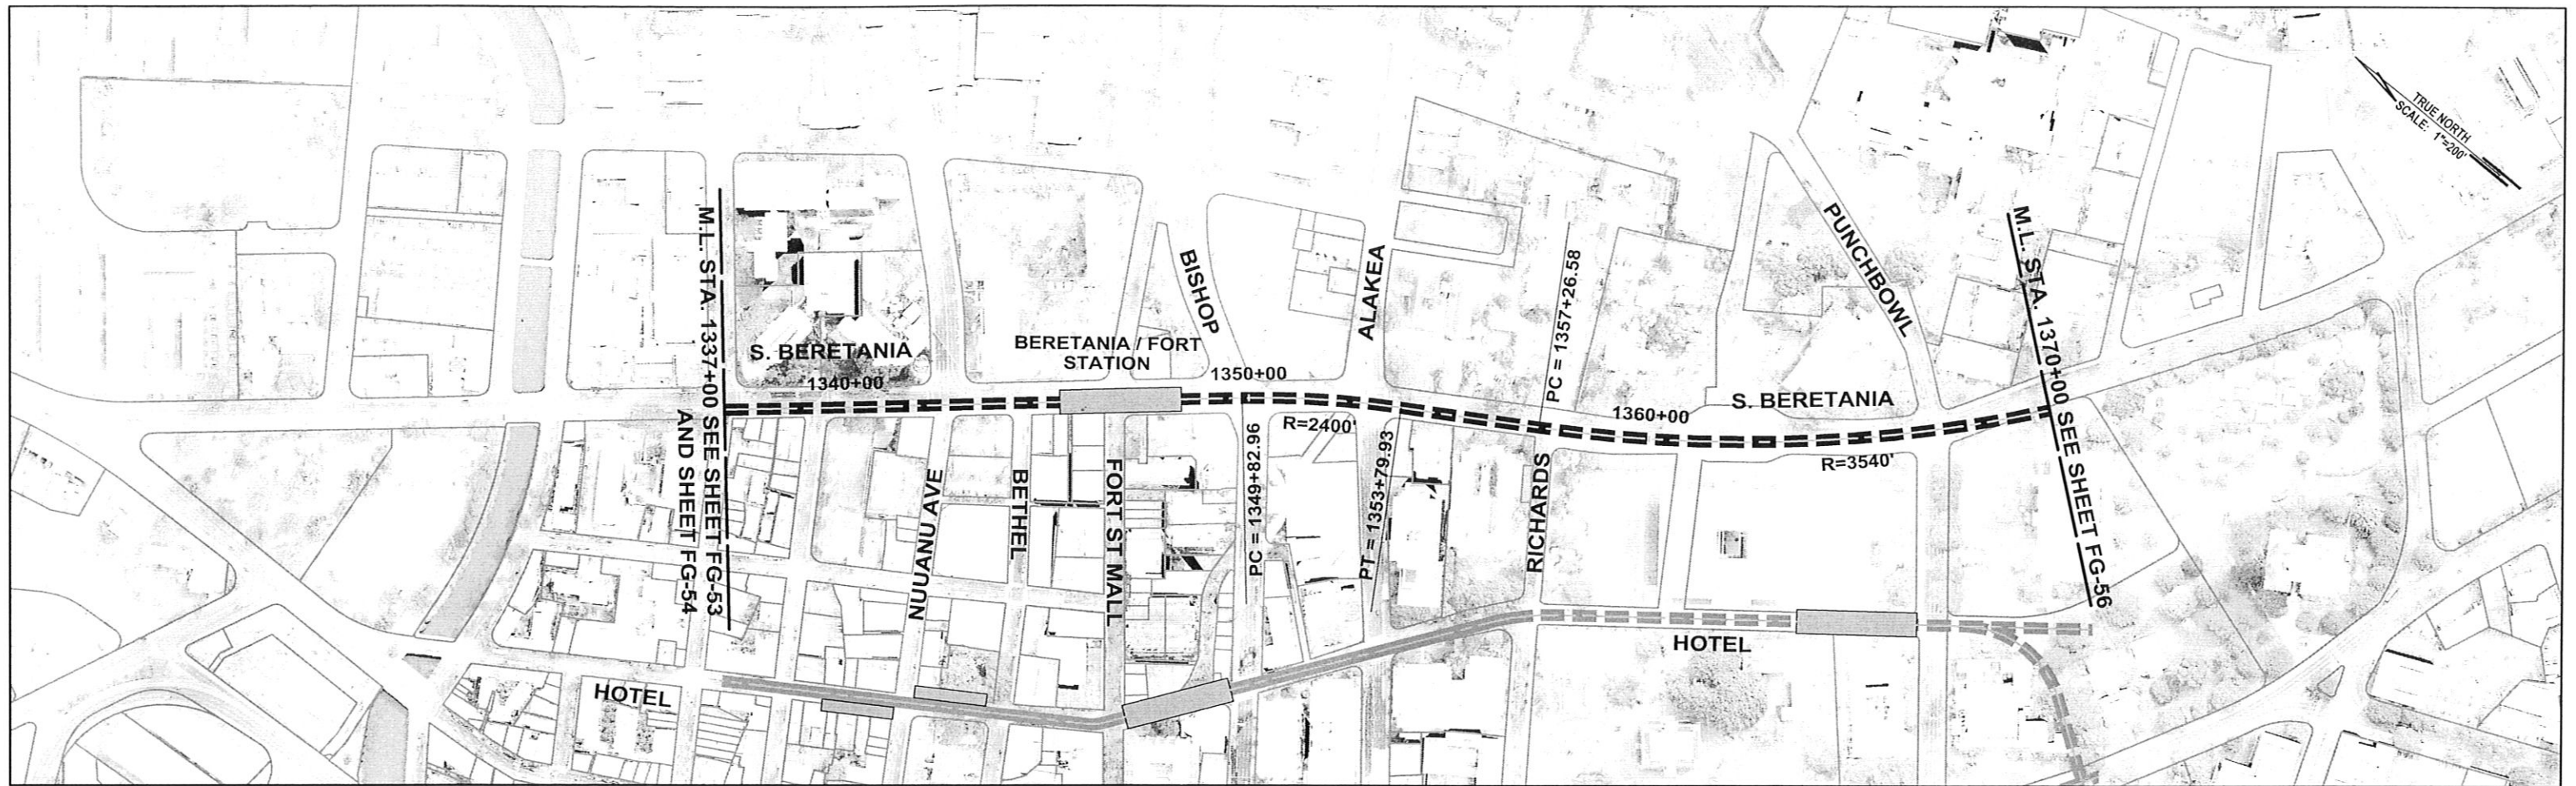 TRUE NORTH
SCALE: 1"=200'
M.L. STA. 1337+00 SEE SHEET FG-53
AND SHEET FG-54
S. BERETANIA
1340+00
BERETANIA / FORT
STATION
BISHOP
1350+00
ALAKEA
R=2400'
PC = 1349+82.96
PT = 1353+79.93
PC = 1357+26.58
1360+00
S. BERETANIA
R=3540'
PUNCHBOWL
M.L. STA. 1370+00 SEE SHEET FG-56
NUUANU AVE
BETHEL
FORT ST MALL
RICHARDS
HOTEL
HOTEL